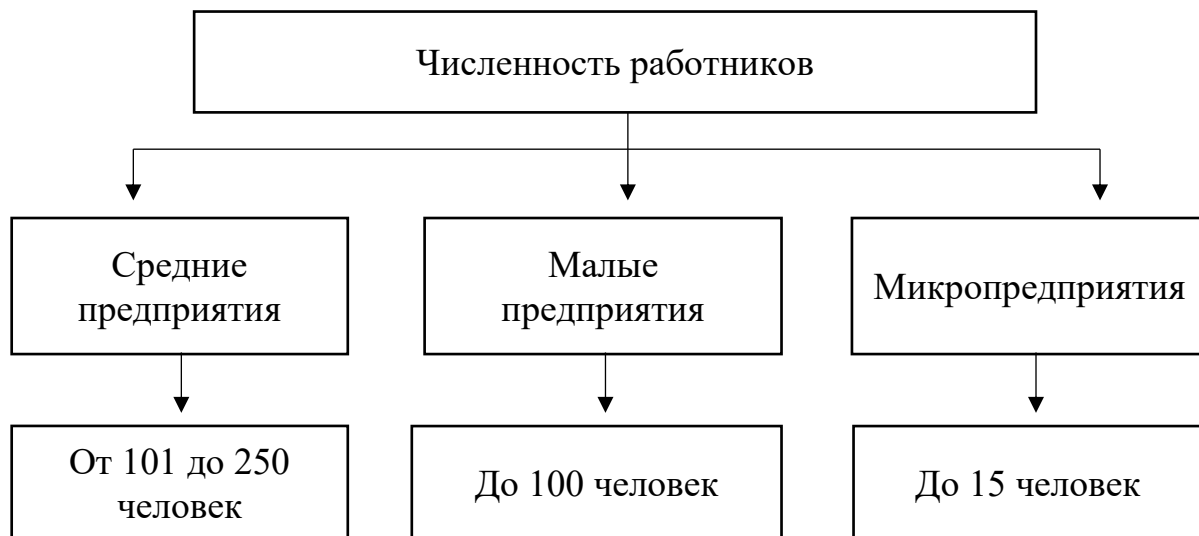 Численность работников
Средние
предприятия
Малые
предприятия
Микропредприятия
От 101 до 250
человек
До 100 человек
До 15 человек